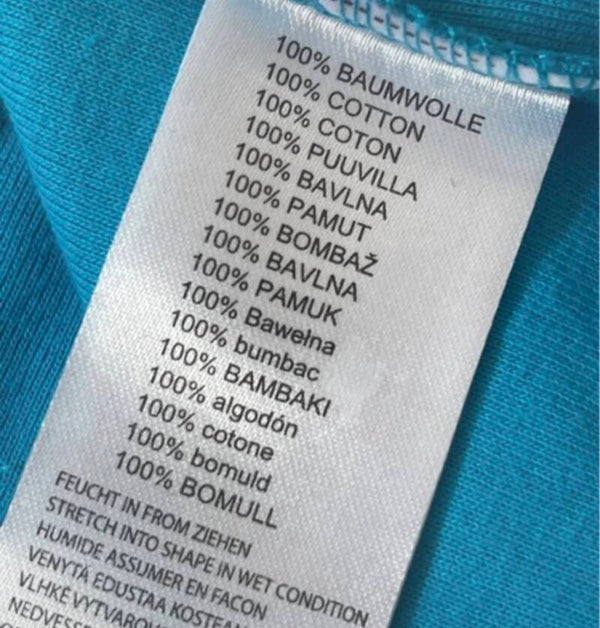 100% BAUMWOLLE
100% COTTON
100% COTON
100% PUUVILLA
100% BAVLNA
100% PAMUT
100% BOMBAŽ
100% BAVLNA
100% PAMUK
100% Bawełna
100% bumbac
100% BAMBAKI
100% algodón
100% cotone
100% bomuld
100% BOMULL
FEUCHT IN FROM ZIEHEN
STRETCH INTO SHAPE IN WET CONDITION
HUMIDE ASSUMER EN FACON
VENYTÄ EDUSTAA
VLHKÉ